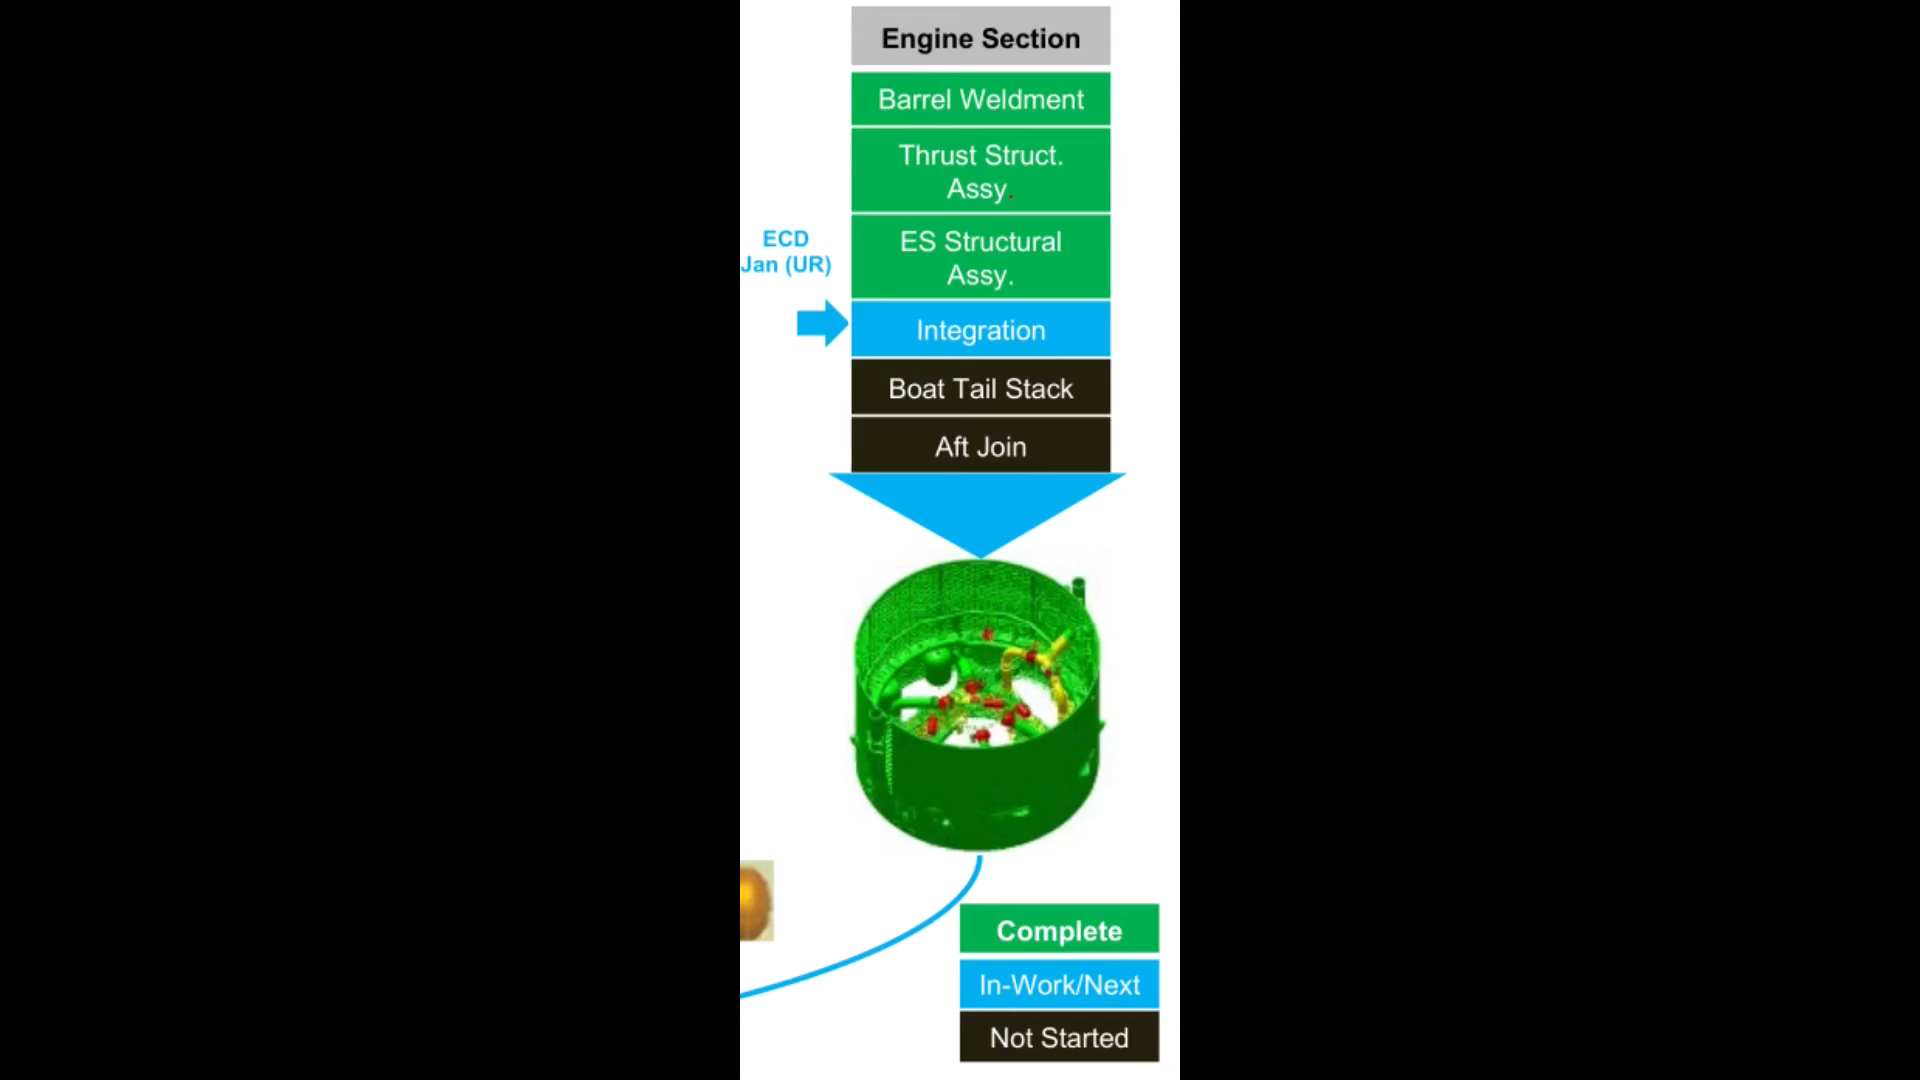 Engine Section
Barrel Weldment
Thrust Struct.
Assy.
ES Structural
Assy.
ECD
Jan (UR)
Integration
Boat Tail Stack
Aft Join
Complete
In-Work/Next
Not Started